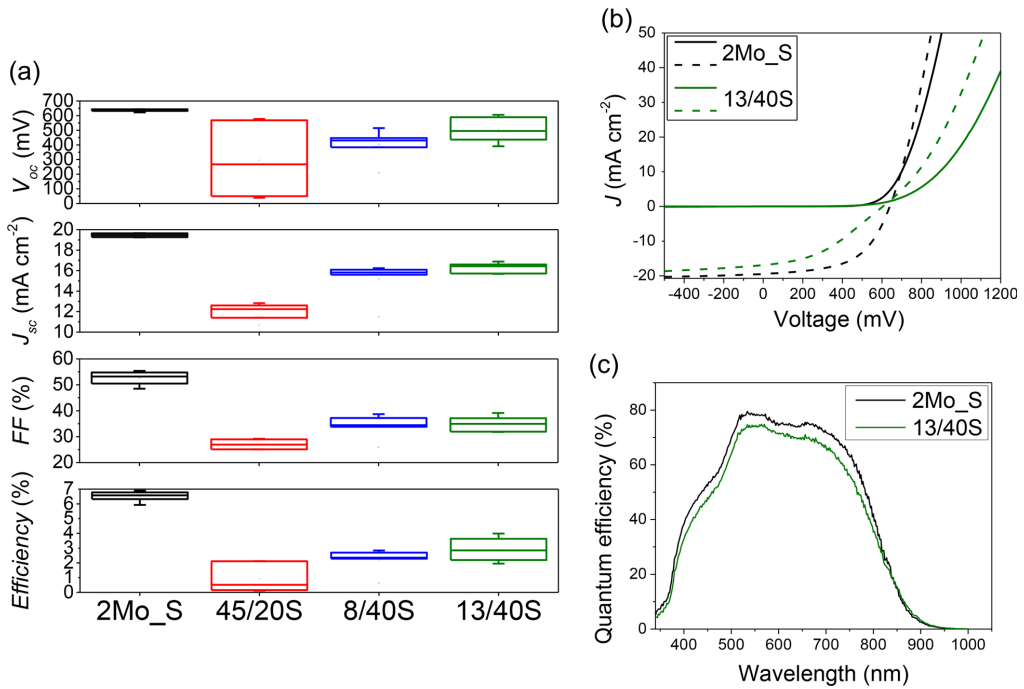 (a)
V_oc (mV)
700
600
500
400
300
200
100
0
J_sc (mA cm⁻²)
20
18
16
14
12
10
FF (%)
60
50
40
30
20
Efficiency (%)
7
6
5
4
3
2
1
0
2Mo_S 45/20S 8/40S 13/40S
(b)
J (mA cm⁻²)
50
40
30
20
10
0
-10
-20
2Mo_S
13/40S
-400 -200 0 200 400 600 800 1000 1200
Voltage (mV)
(c)
Quantum efficiency (%)
80
60
40
20
0
2Mo_S
13/40S
400 500 600 700 800 900 1000
Wavelength (nm)